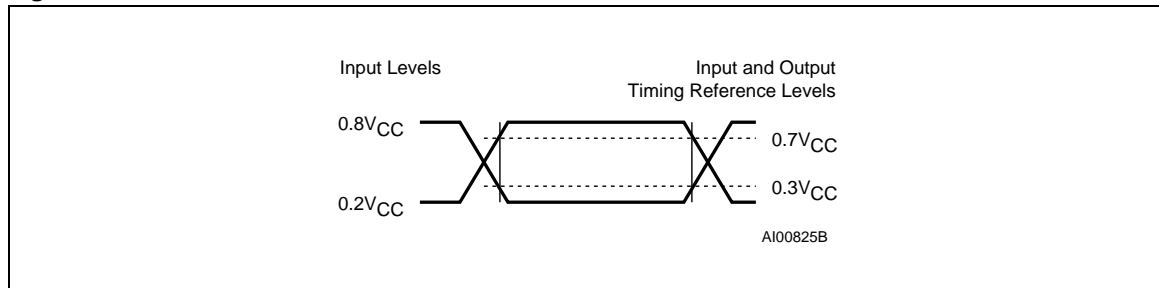 Input Levels
Input and Output
Timing Reference Levels
0.8VCC
0.7VCC
0.3VCC
0.2VCC
AI00825B